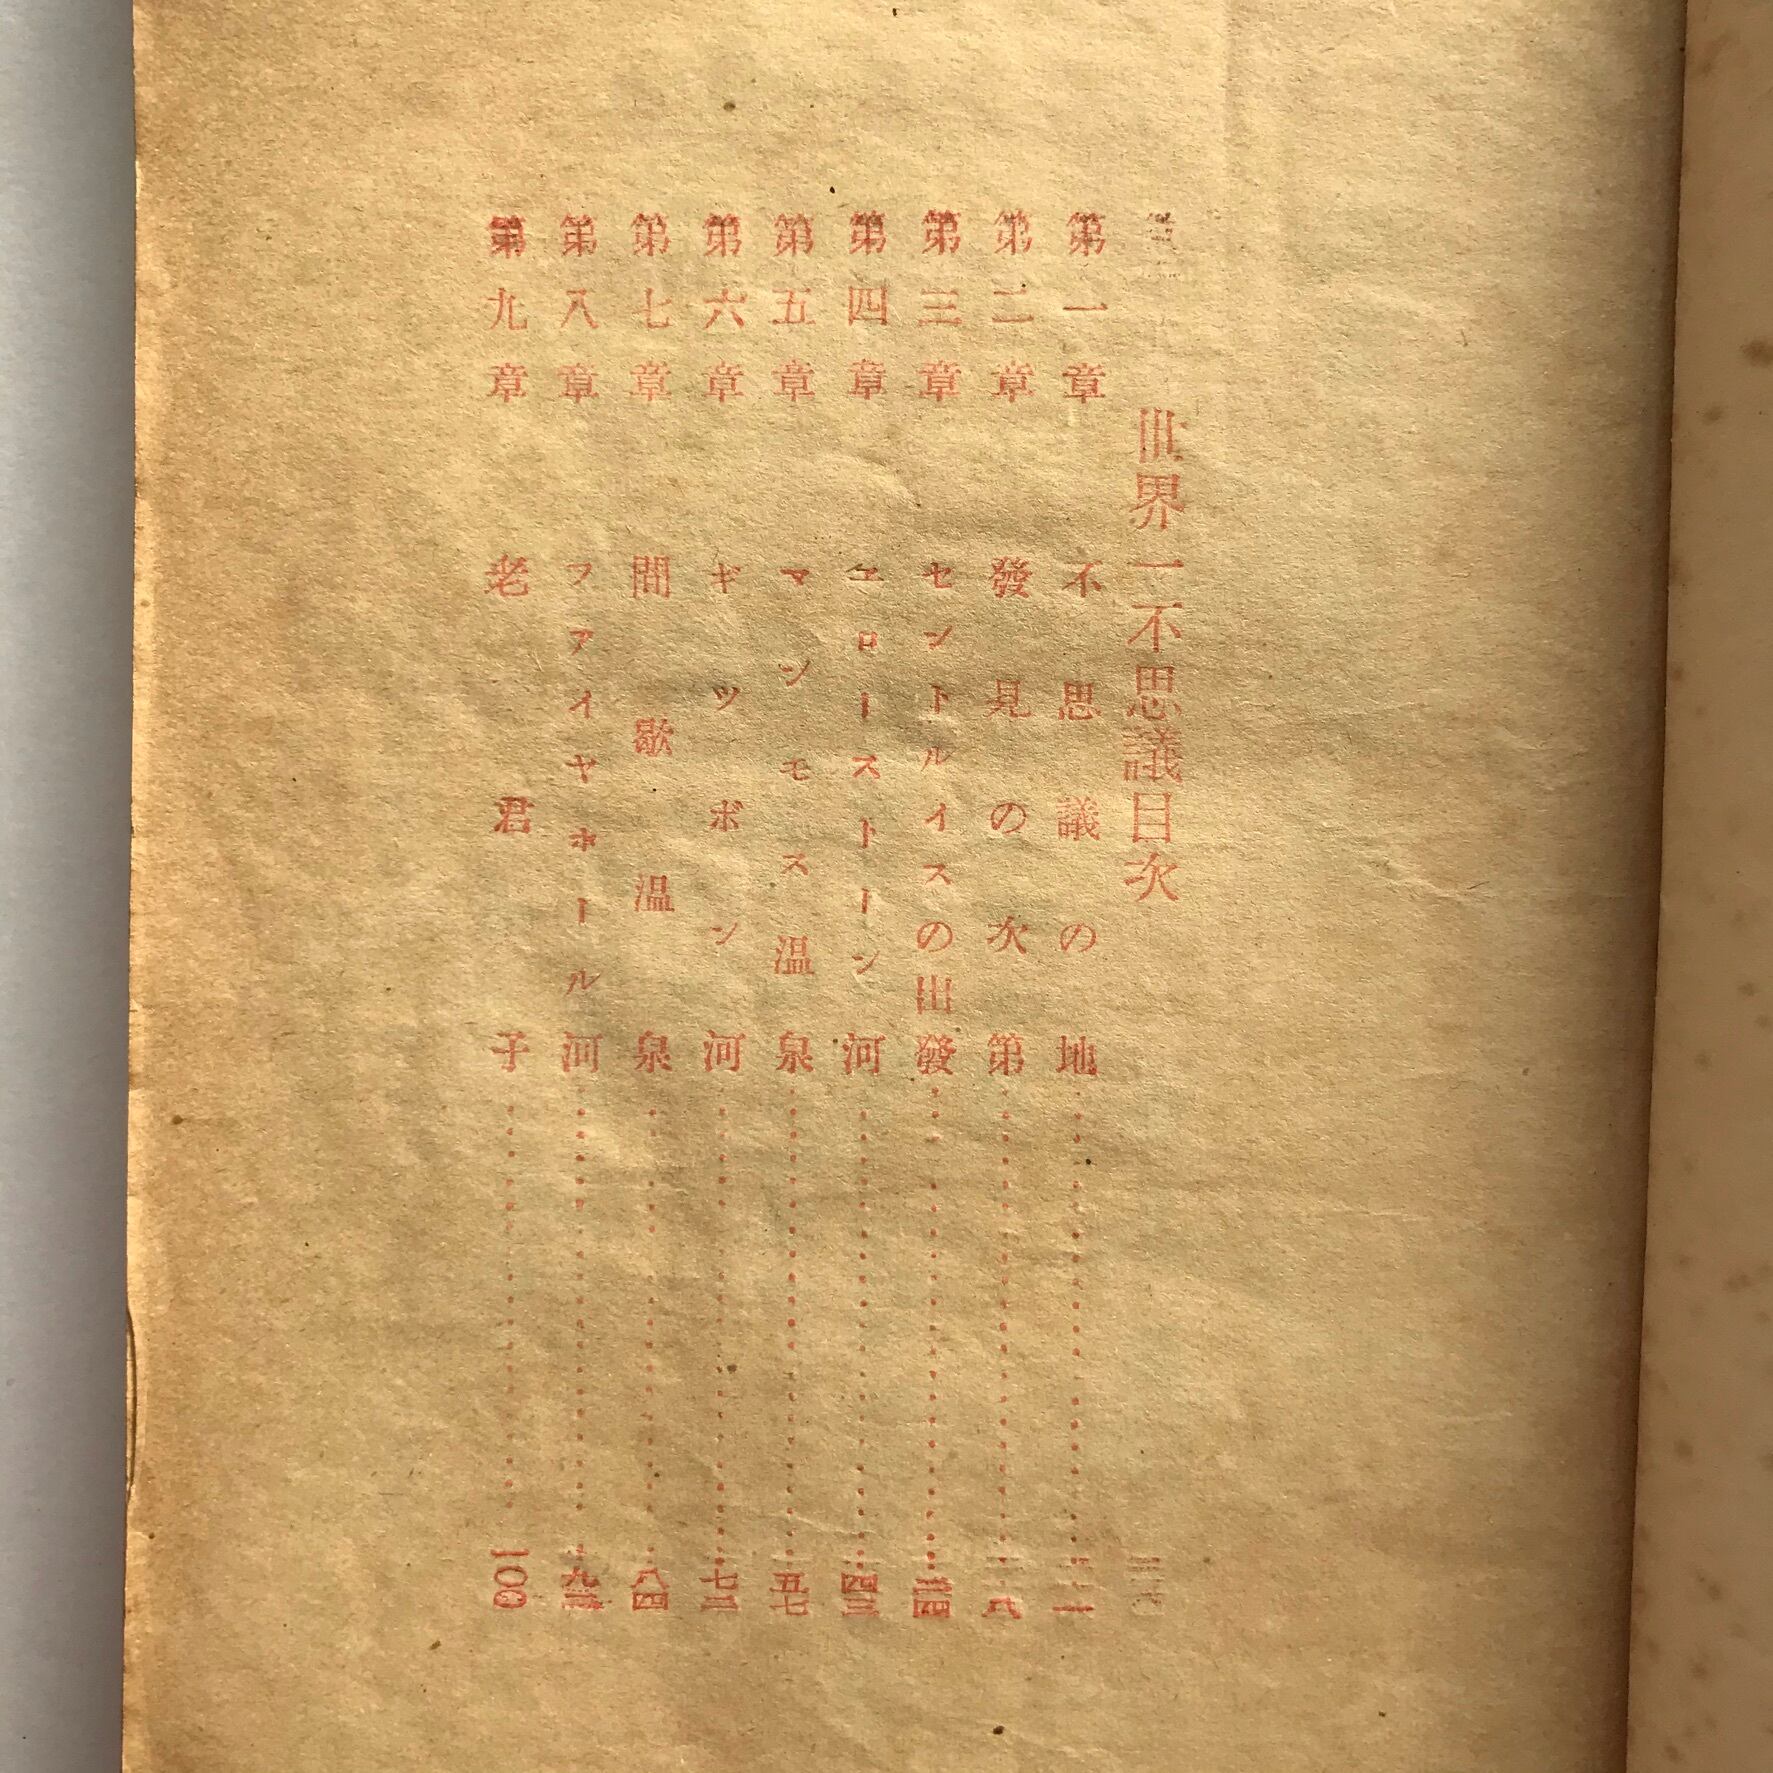 世界一不思議目次
第一章 不思議の地
第二章 發見の次第
第三章 セントルイスの出發 三四
第四章 エローストーン河 四三
第五章 マンモス温泉 五七
第六章 ギツボン河 七三
第七章 間歇温泉 八四
第八章 フアイヤホール河 九三
第九章 老君子 一〇〇